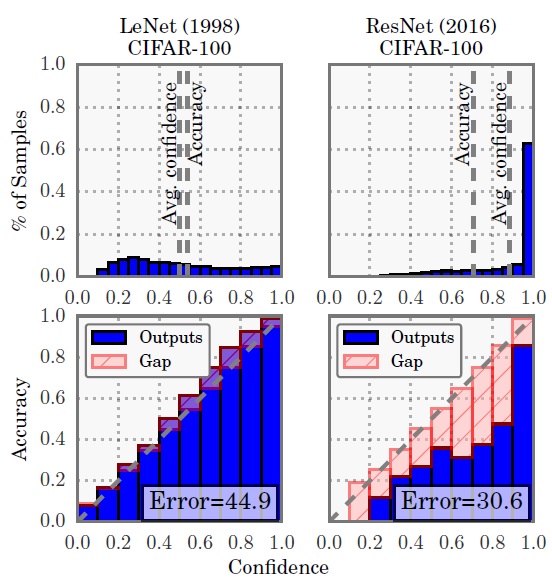 LeNet (1998)
CIFAR-100
ResNet (2016)
CIFAR-100
% of Samples
1.0
0.8
0.6
0.4
0.2
0.0
Avg. confidence
Accuracy
Accuracy
Avg. confidence
0.0 0.2 0.4 0.6 0.8 1.0
0.0 0.2 0.4 0.6 0.8 1.0
Accuracy
1.0
0.8
0.6
0.4
0.2
0.0
Outputs
Gap
Error=44.9
Outputs
Gap
Error=30.6
0.0 0.2 0.4 0.6 0.8 1.0
0.0 0.2 0.4 0.6 0.8 1.0
Confidence